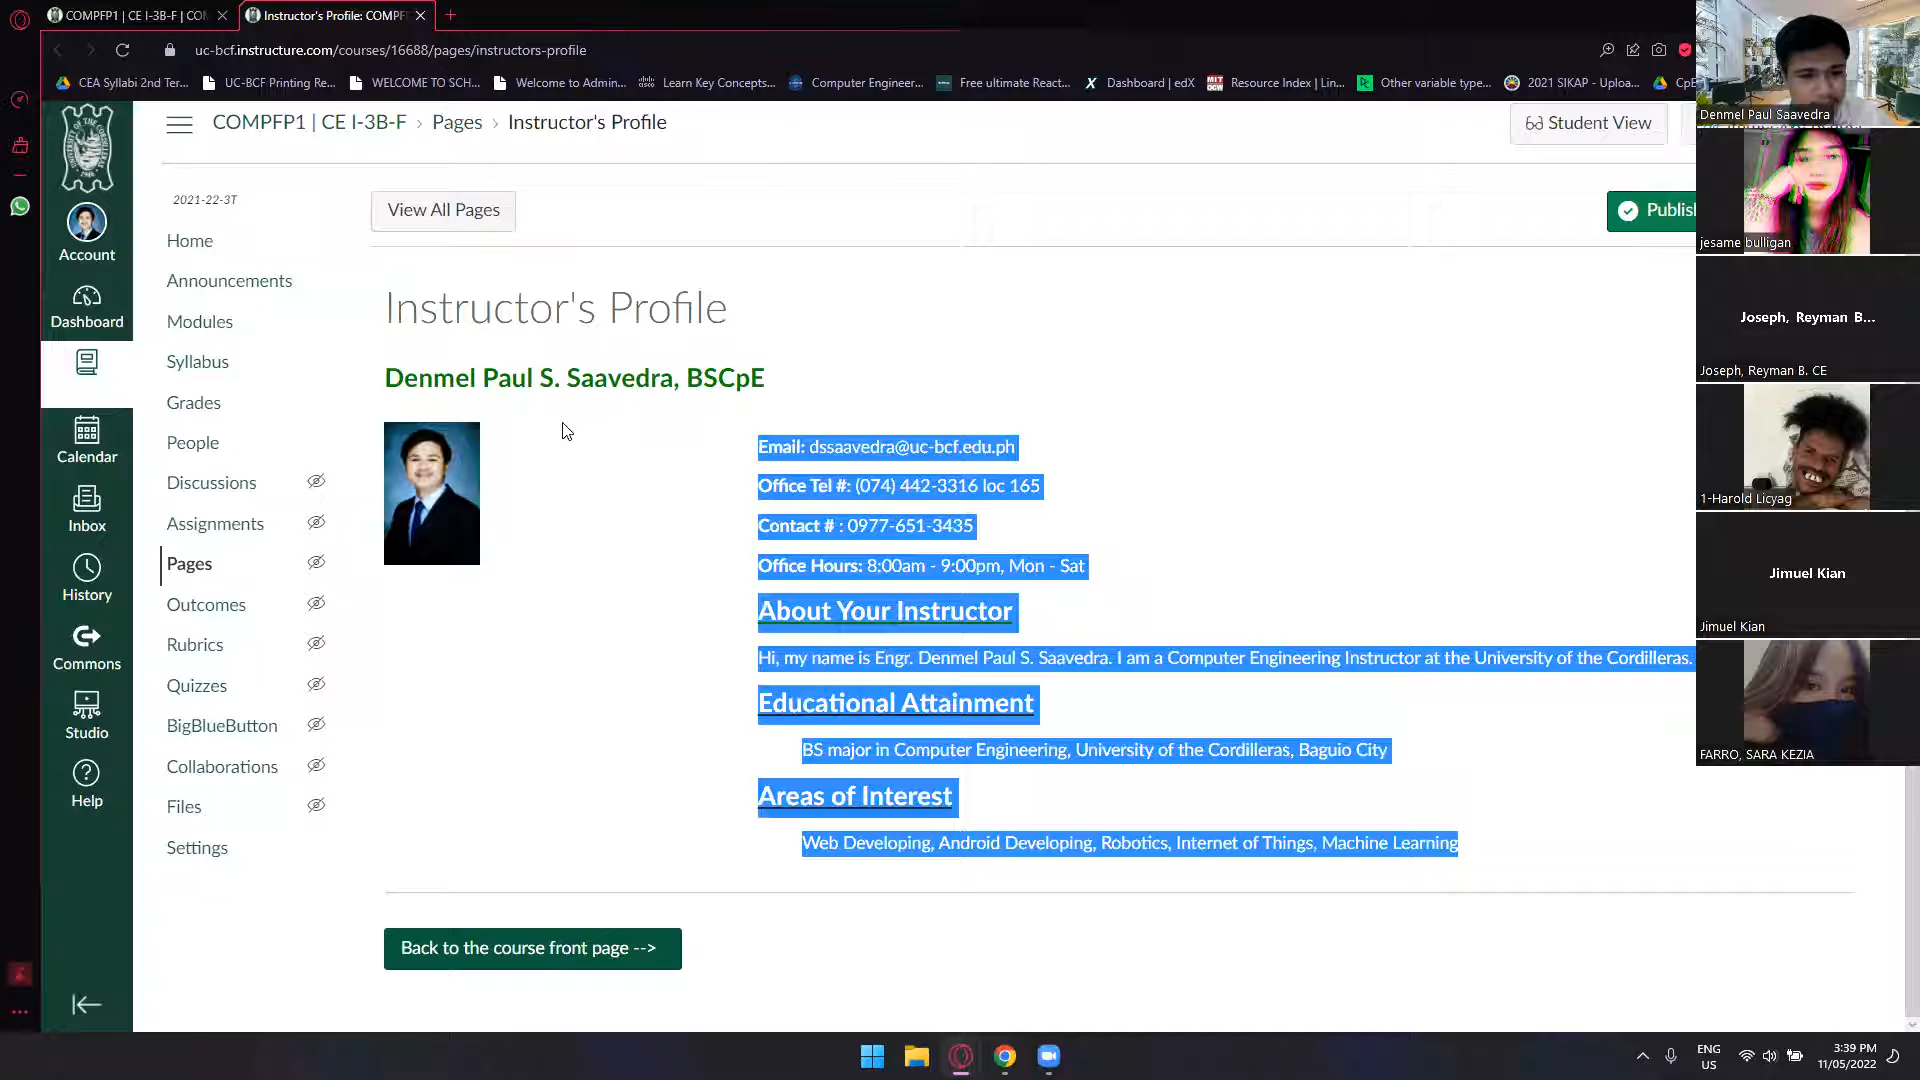 COMPFP1 | CE I-3B-F | CO
Instructor's Profile: COMPF
uc-bcf.instructure.com/courses/16688/pages/instructors-profile
CEA Syllabi 2nd Ter...
UC-BCF Printing Re...
WELCOME TO SCH...
Welcome to Admin...
Learn Key Concepts...
Computer Engineer...
Free ultimate React...
Dashboard | edX
Resource Index | Lin...
Other variable type...
2021 SIKAP - Uploa...
CpE
COMPFP1 | CE I-3B-F › Pages › Instructor's Profile
Student View
Account
Dashboard
Calendar
Inbox
History
Commons
Studio
Help
2021-22-3T
Home
Announcements
Modules
Syllabus
Grades
People
Discussions
Assignments
Pages
Outcomes
Rubrics
Quizzes
BigBlueButton
Collaborations
Files
Settings
View All Pages
Publis
Instructor's Profile
Denmel Paul S. Saavedra, BSCpE
Email: dssaavedra@uc-bcf.edu.ph
Office Tel #: (074) 442-3316 loc 165
Contact # : 0977-651-3435
Office Hours: 8:00am - 9:00pm, Mon - Sat
About Your Instructor
Hi, my name is Engr. Denmel Paul S. Saavedra. I am a Computer Engineering Instructor at the University of the Cordilleras.
Educational Attainment
BS major in Computer Engineering, University of the Cordilleras, Baguio City
Areas of Interest
Web Developing, Android Developing, Robotics, Internet of Things, Machine Learning
Back to the course front page -->
Denmel Paul Saavedra
jesame bulligan
Joseph, Reyman B...
Joseph, Reyman B. CE
1-Harold Licyag
Jimuel Kian
Jimuel Kian
FARRO, SARA KEZIA
ENG
US
3:39 PM
11/05/2022